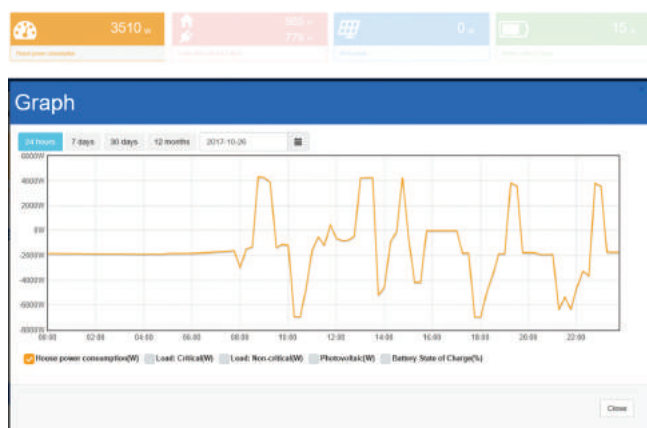 3510 w
0 w
15
House power consumption
Graph
24 hours 7 days 30 days 12 months 2017-10-26
6000W
4000W
2000W
0W
-2000W
-4000W
-6000W
-8000W
00:00 02:00 04:00 06:00 08:00 10:00 12:00 14:00 16:00 18:00 20:00 22:00
House power consumption(W) Load: Critical(W) Load: Non-critical(W) Photovoltaic(W) Battery State of Charge(%)
Close